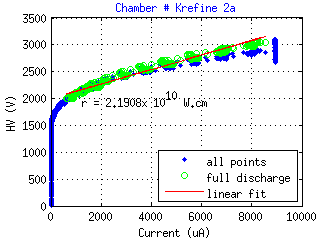 Chamber # Krefine 2a
3500
3000
2500
2000
1500
1000
500
0
HV (V)
r = 2.1908x 10^10 W.cm
all points
full discharge
linear fit
0 2000 4000 6000 8000 10000
Current (uA)